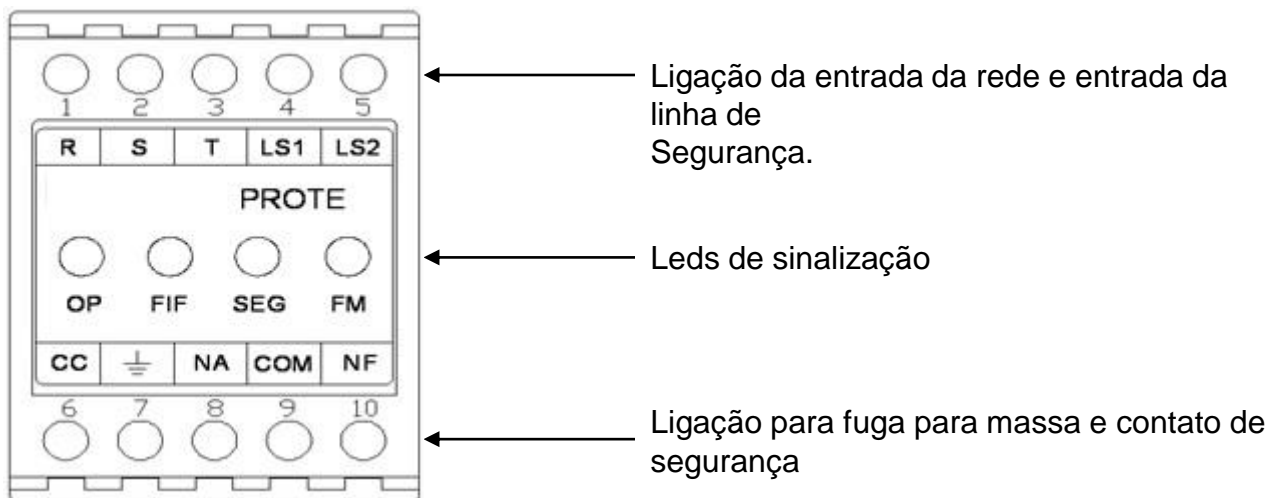 1 2 3 4 5
R S T LS1 LS2
Ligação da entrada da rede e entrada da
linha de
Segurança.
PROTE
OP FIF SEG FM
Leds de sinalização
CC NA COM NF
6 7 8 9 10
Ligação para fuga para massa e contato de
segurança